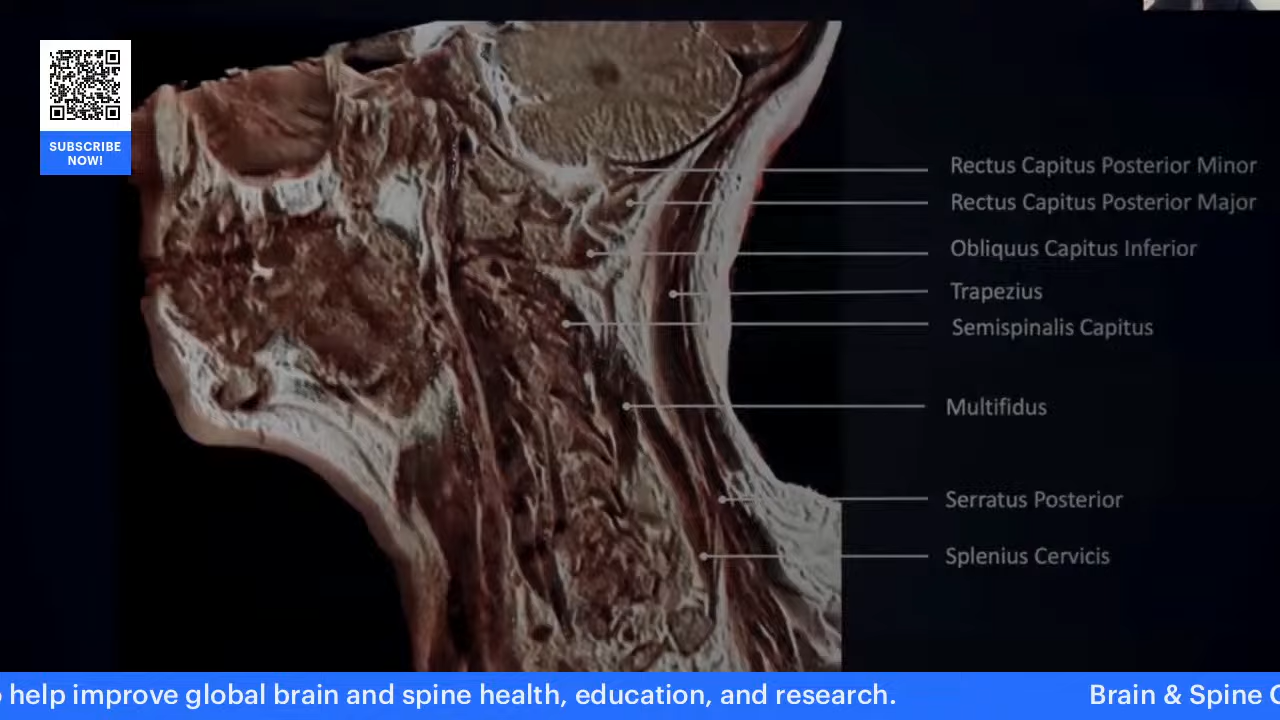 SUBSCRIBE
NOW!
Rectus Capitus Posterior Minor
Rectus Capitus Posterior Major
Obliquus Capitus Inferior
Trapezius
Semispinalis Capitus
Multifidus
Serratus Posterior
Splenius Cervicis
help improve global brain and spine health, education, and research.
Brain & Spine